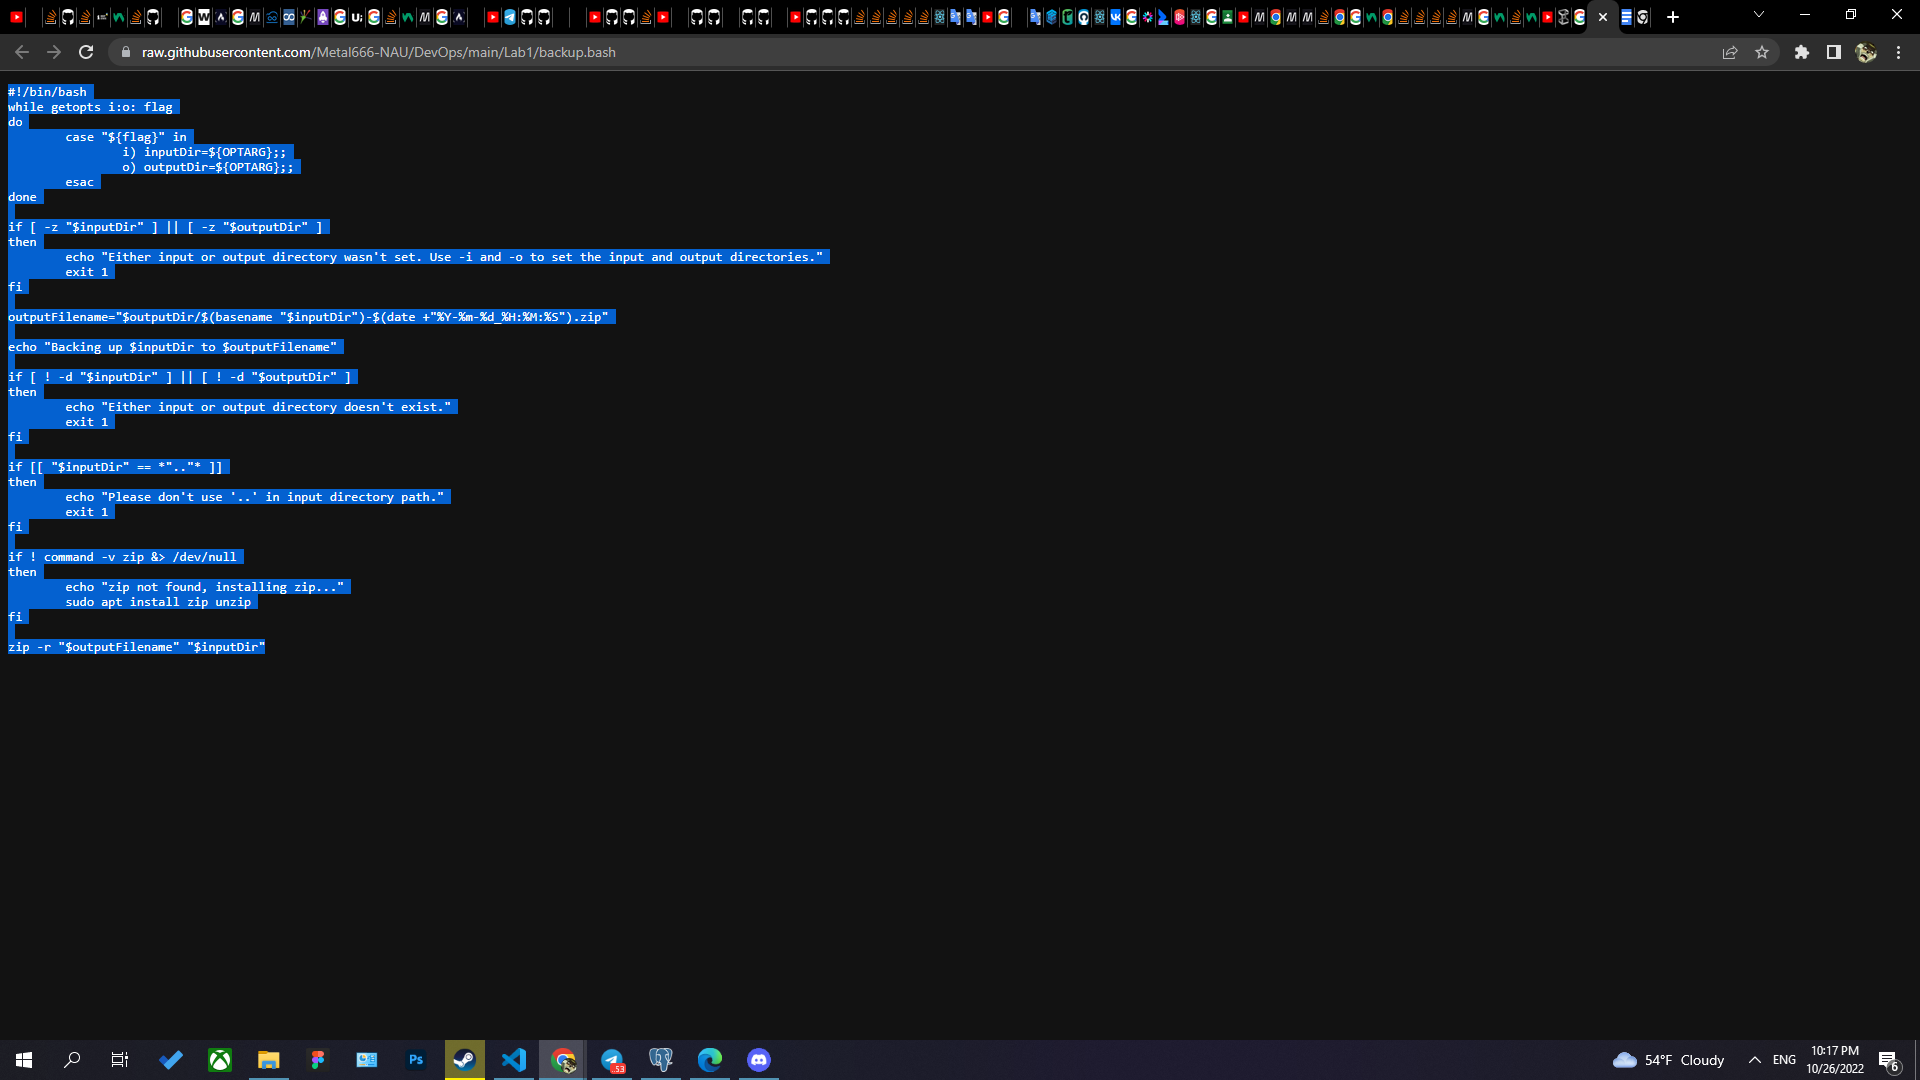 raw.githubusercontent.com/Metal666-NAU/DevOps/main/Lab1/backup.bash
#!/bin/bash
while getopts i:o: flag
do
case "${flag}" in
i) inputDir=${OPTARG};;
o) outputDir=${OPTARG};;
esac
done
if [ -z "$inputDir" ] || [ -z "$outputDir" ]
then
echo "Either input or output directory wasn't set. Use -i and -o to set the input and output directories."
exit 1
fi
outputFilename="$outputDir/$(basename "$inputDir")-$(date +"%Y-%m-%d_%H:%M:%S").zip"
echo "Backing up $inputDir to $outputFilename"
if [ ! -d "$inputDir" ] || [ ! -d "$outputDir" ]
then
echo "Either input or output directory doesn't exist."
exit 1
fi
if [[ "$inputDir" == *".."* ]]
then
echo "Please don't use '..' in input directory path."
exit 1
fi
if ! command -v zip &> /dev/null
then
echo "zip not found, installing zip..."
sudo apt install zip unzip
fi
zip -r "$outputFilename" "$inputDir"
Ps
53
54°F Cloudy
ENG
10:17 PM
10/26/2022
6